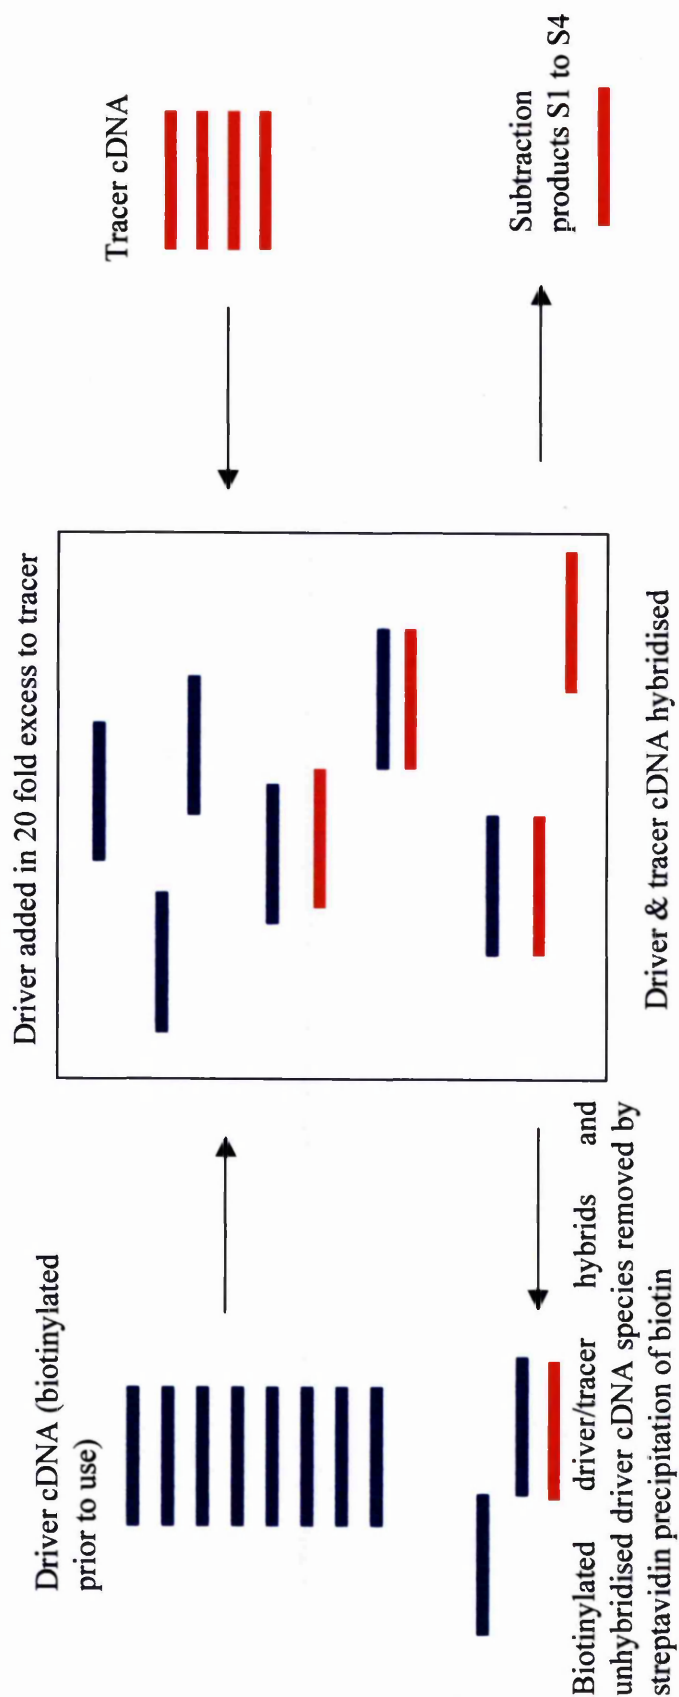 Driver added in 20 fold excess to tracer
Driver cDNA (biotinylated
prior to use)
Tracer cDNA
Biotinylated driver/tracer hybrids and
unhybridised driver cDNA species removed by
streptavidin precipitation of biotin
Driver & tracer cDNA hybridised
Subtraction
products S1 to S4